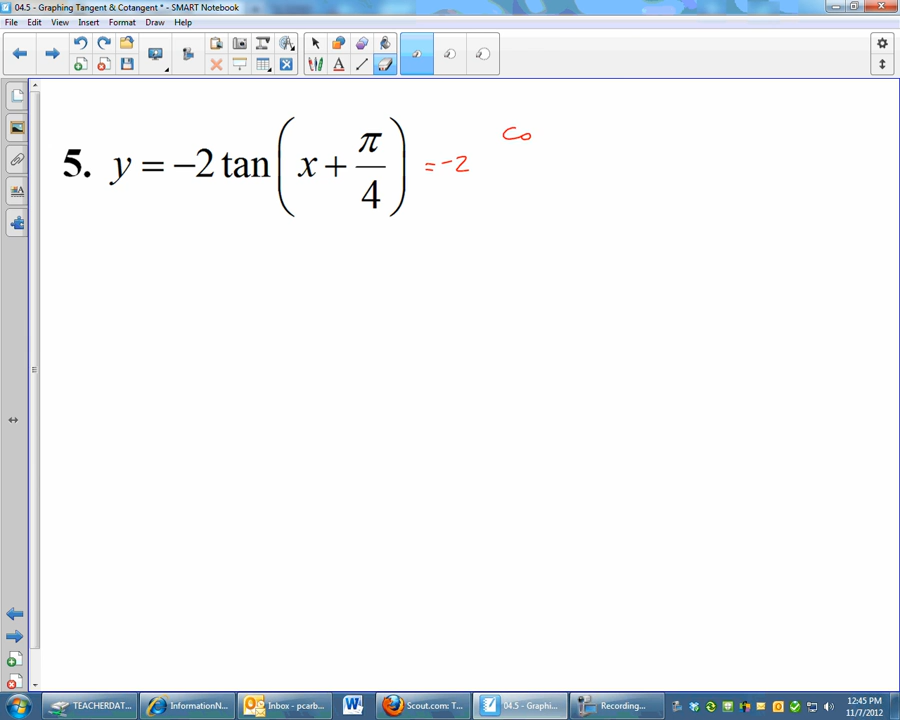 04.5 - Graphing Tangent & Cotangent * - SMART Notebook
File Edit View Insert Format Draw Help
Co
5. y = −2 tan ( x + π/4 ) = -2
TEACHERDAT... InformationN... Inbox - pcarb... Scout.com: T... 04.5 - Graphi... Recording... 12:45 PM
11/7/2012